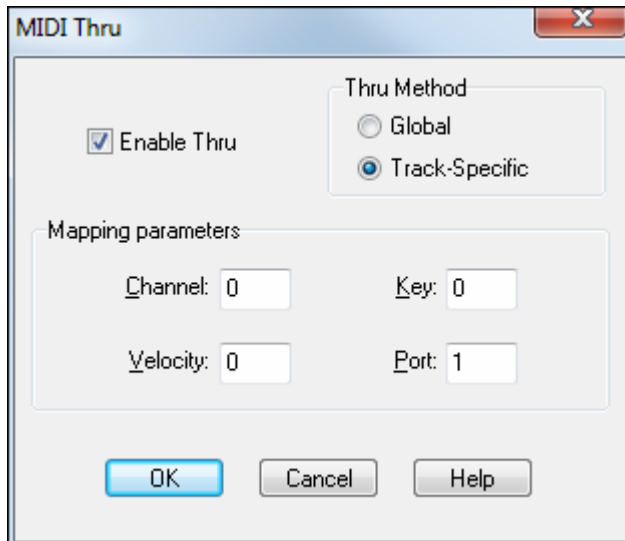 MIDI Thru
Thru Method
Enable Thru
Global
Track-Specific
Mapping parameters
Channel: 0 Key: 0
Velocity: 0 Port: 1
OK Cancel Help